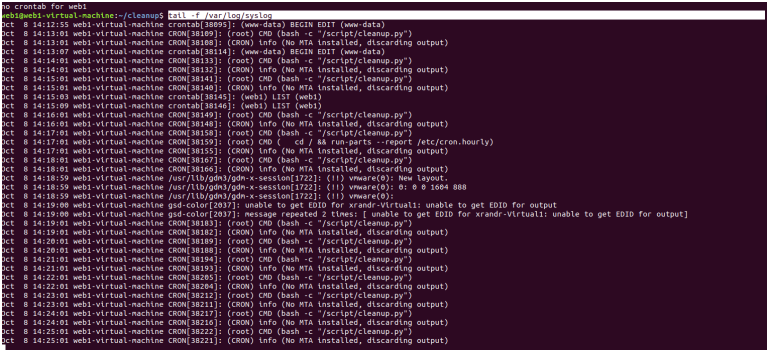 no crontab for web1
web1@web1-virtual-machine:~/cleanup$ tail -f /var/log/syslog
Oct  8 14:12:55 web1-virtual-machine crontab[38095]: (www-data) BEGIN EDIT (www-data)
Oct  8 14:13:01 web1-virtual-machine CRON[38109]: (root) CMD (bash -c "/script/cleanup.py")
Oct  8 14:13:01 web1-virtual-machine CRON[38108]: (CRON) info (No MTA installed, discarding output)
Oct  8 14:13:07 web1-virtual-machine crontab[38114]: (www-data) BEGIN EDIT (www-data)
Oct  8 14:14:01 web1-virtual-machine CRON[38133]: (root) CMD (bash -c "/script/cleanup.py")
Oct  8 14:14:01 web1-virtual-machine CRON[38132]: (CRON) info (No MTA installed, discarding output)
Oct  8 14:15:01 web1-virtual-machine CRON[38141]: (root) CMD (bash -c "/script/cleanup.py")
Oct  8 14:15:01 web1-virtual-machine CRON[38140]: (CRON) info (No MTA installed, discarding output)
Oct  8 14:15:03 web1-virtual-machine crontab[38145]: (web1) LIST (web1)
Oct  8 14:15:09 web1-virtual-machine crontab[38146]: (web1) LIST (web1)
Oct  8 14:16:01 web1-virtual-machine CRON[38149]: (root) CMD (bash -c "/script/cleanup.py")
Oct  8 14:16:01 web1-virtual-machine CRON[38148]: (CRON) info (No MTA installed, discarding output)
Oct  8 14:17:01 web1-virtual-machine CRON[38158]: (root) CMD (bash -c "/script/cleanup.py")
Oct  8 14:17:01 web1-virtual-machine CRON[38159]: (root) CMD (   cd / && run-parts --report /etc/cron.hourly)
Oct  8 14:17:01 web1-virtual-machine CRON[38155]: (CRON) info (No MTA installed, discarding output)
Oct  8 14:18:01 web1-virtual-machine CRON[38167]: (root) CMD (bash -c "/script/cleanup.py")
Oct  8 14:18:01 web1-virtual-machine CRON[38166]: (CRON) info (No MTA installed, discarding output)
Oct  8 14:18:59 web1-virtual-machine /usr/lib/gdm3/gdm-x-session[1722]: (!!) vmware(0): New layout.
Oct  8 14:18:59 web1-virtual-machine /usr/lib/gdm3/gdm-x-session[1722]: (!!) vmware(0): 0: 0 0 1604 888
Oct  8 14:18:59 web1-virtual-machine /usr/lib/gdm3/gdm-x-session[1722]: (!!) vmware(0):
Oct  8 14:19:00 web1-virtual-machine gsd-color[2037]: unable to get EDID for xrandr-Virtual1: unable to get EDID for output
Oct  8 14:19:00 web1-virtual-machine gsd-color[2037]: message repeated 2 times: [ unable to get EDID for xrandr-Virtual1: unable to get EDID for output]
Oct  8 14:19:01 web1-virtual-machine CRON[38183]: (root) CMD (bash -c "/script/cleanup.py")
Oct  8 14:19:01 web1-virtual-machine CRON[38182]: (CRON) info (No MTA installed, discarding output)
Oct  8 14:20:01 web1-virtual-machine CRON[38189]: (root) CMD (bash -c "/script/cleanup.py")
Oct  8 14:20:01 web1-virtual-machine CRON[38188]: (CRON) info (No MTA installed, discarding output)
Oct  8 14:21:01 web1-virtual-machine CRON[38194]: (root) CMD (bash -c "/script/cleanup.py")
Oct  8 14:21:01 web1-virtual-machine CRON[38193]: (CRON) info (No MTA installed, discarding output)
Oct  8 14:22:01 web1-virtual-machine CRON[38205]: (root) CMD (bash -c "/script/cleanup.py")
Oct  8 14:22:01 web1-virtual-machine CRON[38204]: (CRON) info (No MTA installed, discarding output)
Oct  8 14:23:01 web1-virtual-machine CRON[38212]: (root) CMD (bash -c "/script/cleanup.py")
Oct  8 14:23:01 web1-virtual-machine CRON[38211]: (CRON) info (No MTA installed, discarding output)
Oct  8 14:24:01 web1-virtual-machine CRON[38217]: (root) CMD (bash -c "/script/cleanup.py")
Oct  8 14:24:01 web1-virtual-machine CRON[38216]: (CRON) info (No MTA installed, discarding output)
Oct  8 14:25:01 web1-virtual-machine CRON[38222]: (root) CMD (bash -c "/script/cleanup.py")
Oct  8 14:25:01 web1-virtual-machine CRON[38221]: (CRON) info (No MTA installed, discarding output)